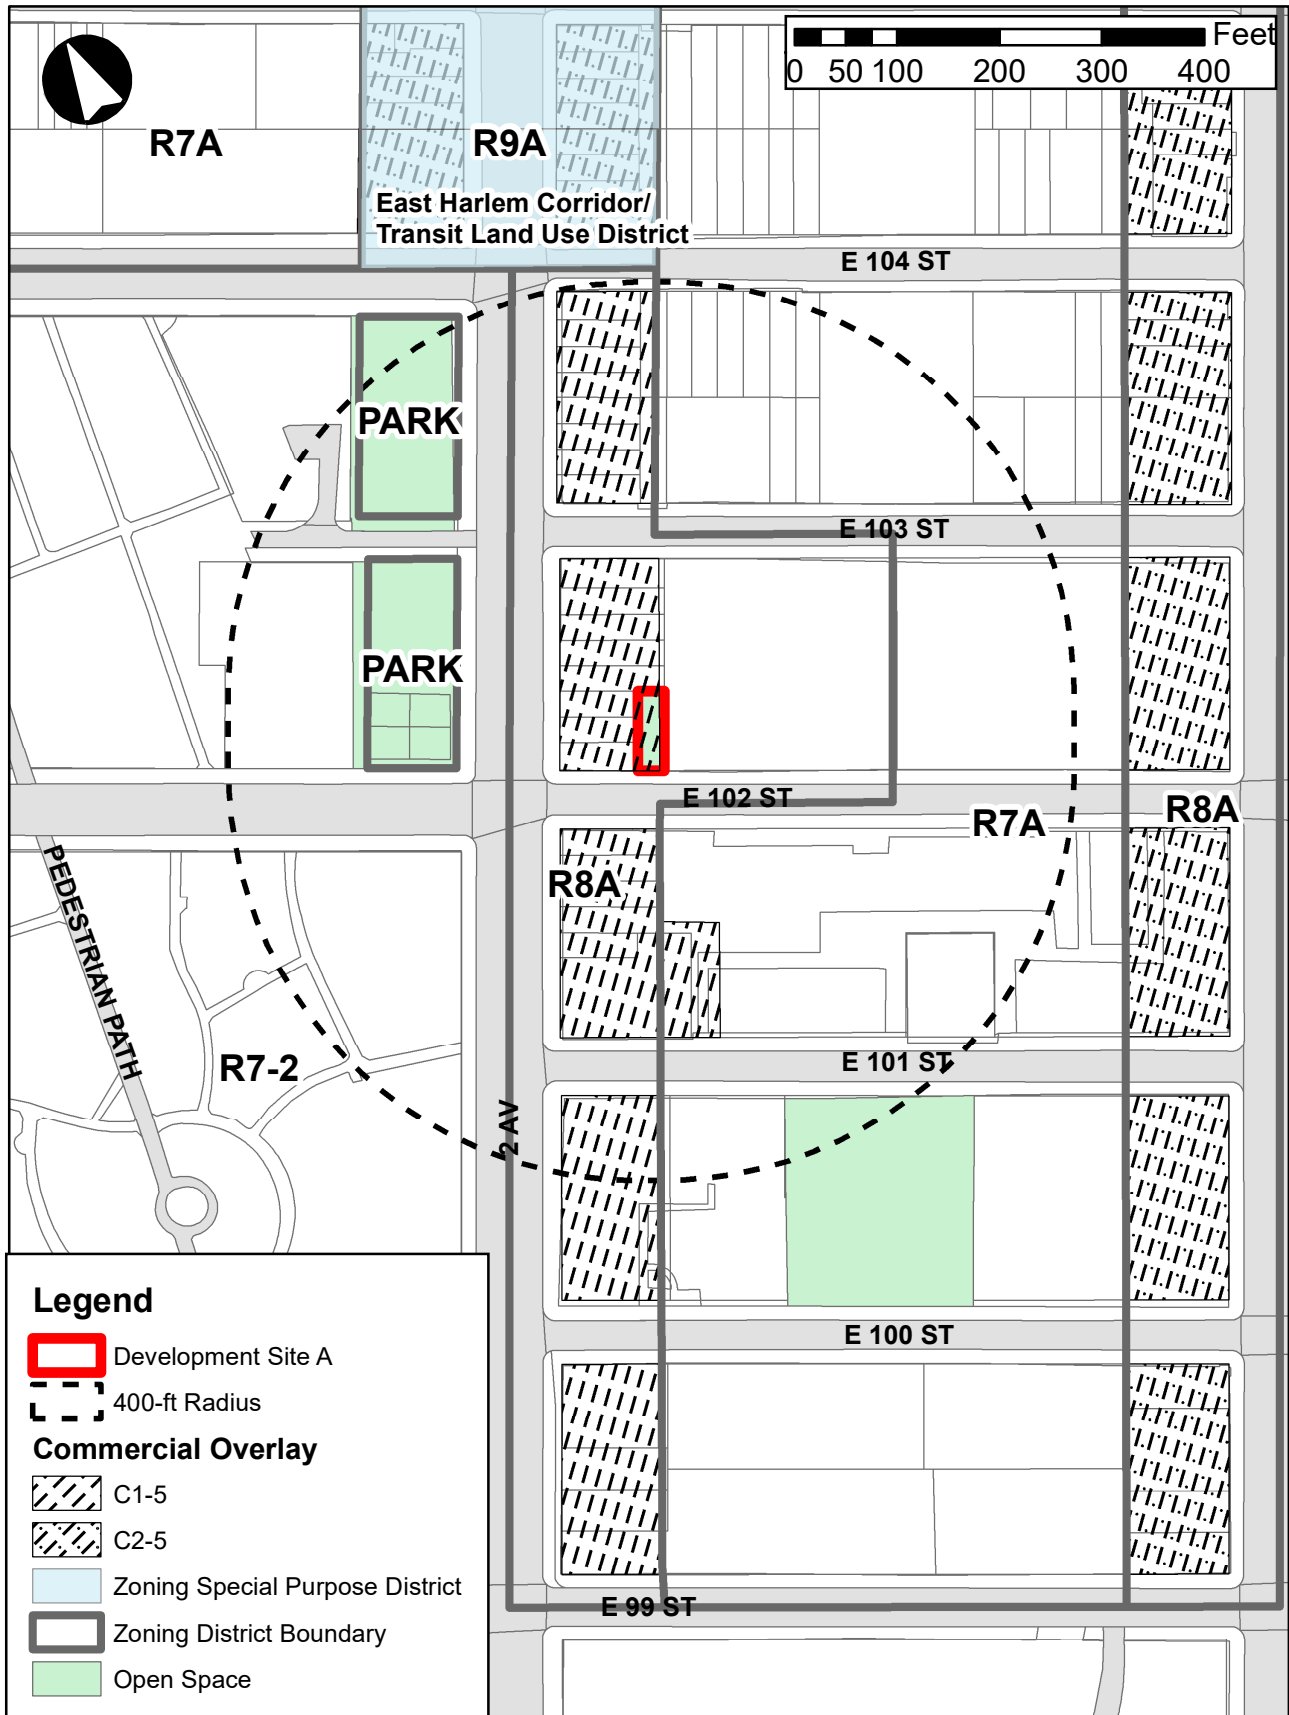 Feet
0 50 100 200 300 400
R7A
R9A
East Harlem Corridor/
Transit Land Use District
E 104 ST
PARK
E 103 ST
PARK
E 102 ST
R7A
R8A
R8A
PEDESTRIAN PATH
E 101 ST
R7-2
2 AV
E 100 ST
E 99 ST
Legend
Development Site A
400-ft Radius
Commercial Overlay
C1-5
C2-5
Zoning Special Purpose District
Zoning District Boundary
Open Space